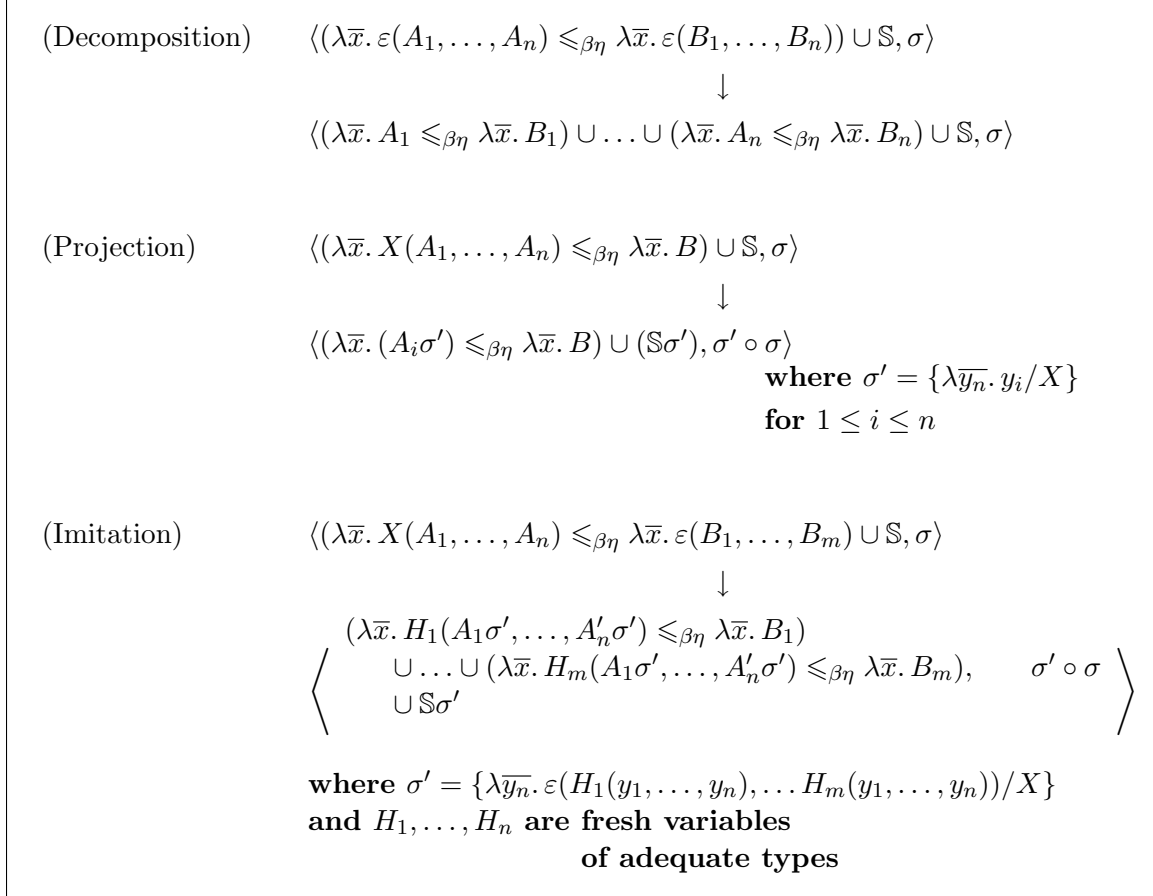 (Decomposition) ⟨(λx̅. ε(A₁, . . . , Aₙ) ⩽βη λx̅. ε(B₁, . . . , Bₙ)) ∪ 𝕊, σ⟩
↓
⟨(λx̅. A₁ ⩽βη λx̅. B₁) ∪ . . . ∪ (λx̅. Aₙ ⩽βη λx̅. Bₙ) ∪ 𝕊, σ⟩
(Projection) ⟨(λx̅. X(A₁, . . . , Aₙ) ⩽βη λx̅. B) ∪ 𝕊, σ⟩
↓
⟨(λx̅. (Aᵢσ′) ⩽βη λx̅. B) ∪ (𝕊σ′), σ′ ∘ σ⟩
where σ′ = {λy̅ₙ̅. yᵢ/X}
for 1 ≤ i ≤ n
(Imitation) ⟨(λx̅. X(A₁, . . . , Aₙ) ⩽βη λx̅. ε(B₁, . . . , Bₘ) ∪ 𝕊, σ⟩
↓
(λx̅. H₁(A₁σ′, . . . , A′ₙσ′) ⩽βη λx̅. B₁)
⟨ ∪ . . . ∪ (λx̅. Hₘ(A₁σ′, . . . , A′ₙσ′) ⩽βη λx̅. Bₘ), σ′ ∘ σ ⟩
∪ 𝕊σ′
where σ′ = {λy̅ₙ̅. ε(H₁(y₁, . . . , yₙ), . . . Hₘ(y₁, . . . , yₙ))/X}
and H₁, . . . , Hₙ are fresh variables
of adequate types